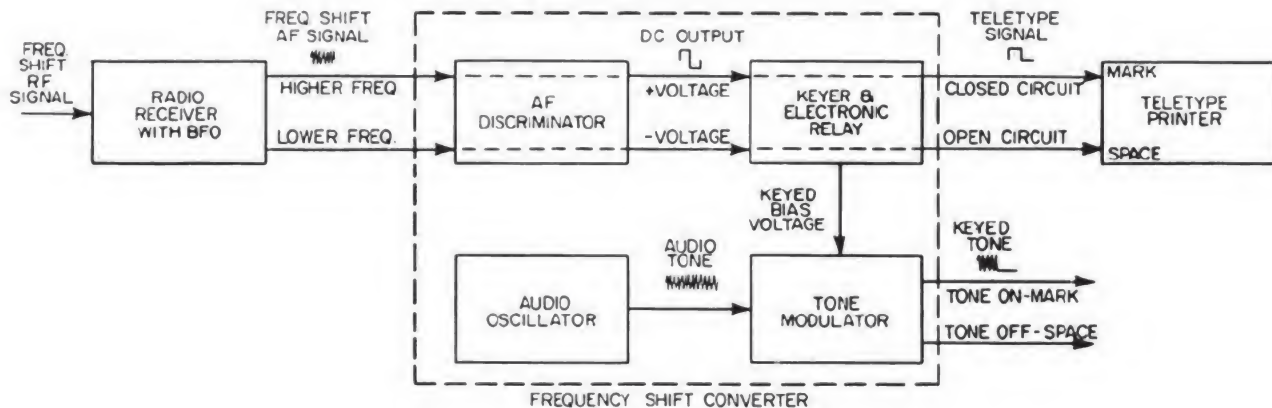 FREQ.
SHIFT
RF
SIGNAL
RADIO
RECEIVER
WITH BFO
FREQ. SHIFT
AF SIGNAL
HIGHER FREQ.
LOWER FREQ.
AF
DISCRIMINATOR
DC OUTPUT
+VOLTAGE
-VOLTAGE
KEYER &
ELECTRONIC
RELAY
TELETYPE
SIGNAL
CLOSED CIRCUIT
OPEN CIRCUIT
MARK
TELETYPE
PRINTER
SPACE
KEYED
BIAS
VOLTAGE
AUDIO
OSCILLATOR
AUDIO
TONE
TONE
MODULATOR
KEYED
TONE
TONE ON-MARK
TONE OFF-SPACE
FREQUENCY SHIFT CONVERTER